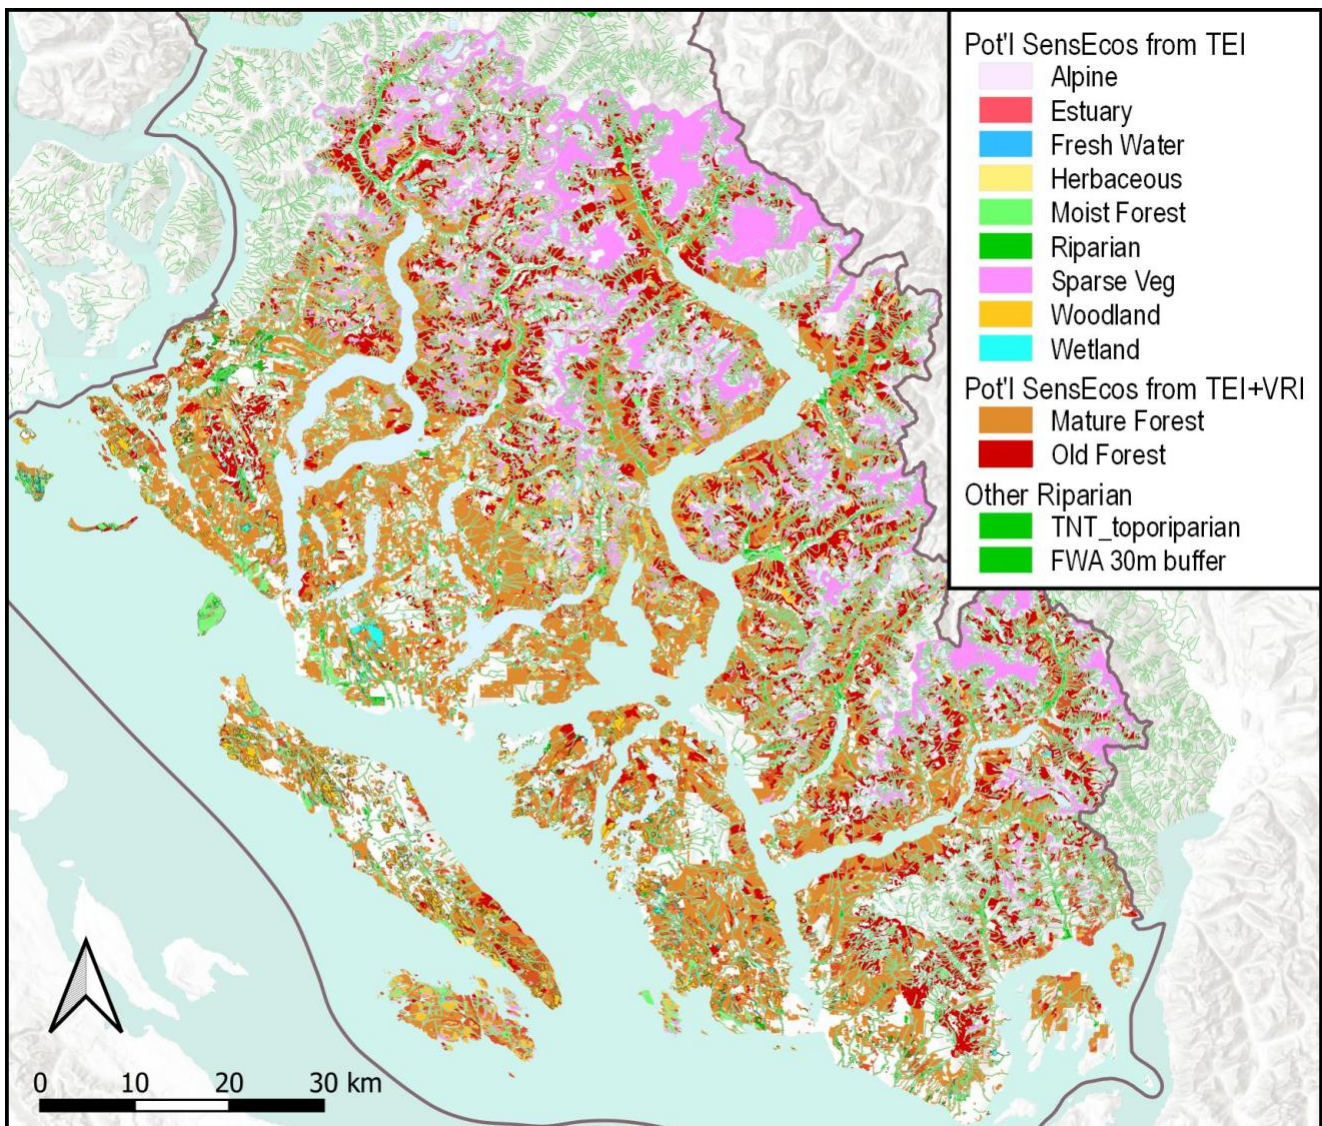 Pot'l SensEcos from TEI
Alpine
Estuary
Fresh Water
Herbaceous
Moist Forest
Riparian
Sparse Veg
Woodland
Wetland
Pot'l SensEcos from TEI+VRI
Mature Forest
Old Forest
Other Riparian
TNT_toporiparian
FWA 30m buffer
0 10 20 30 km